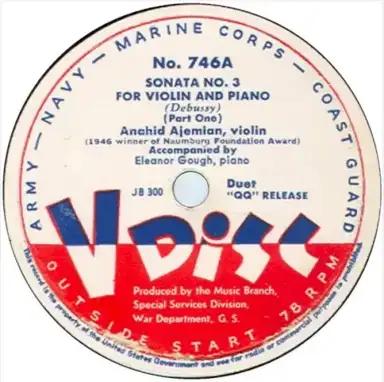 ARMY — NAVY — MARINE CORPS — COAST GUARD
No. 746A
SONATA NO. 3
FOR VIOLIN AND PIANO
(Debussy)
(Part One)
Anahid Ajemian, violin
(1946 winner of Naumburg Foundation Award)
Accompanied by
Eleanor Gough, piano
JB 300
Duet
"QQ" RELEASE
V DISC
Produced by the Music Branch,
Special Services Division,
War Department, G. S.
OUTSIDE START 78 RPM
This record is the property of the United States Government and use for radio or commercial purposes is prohibited